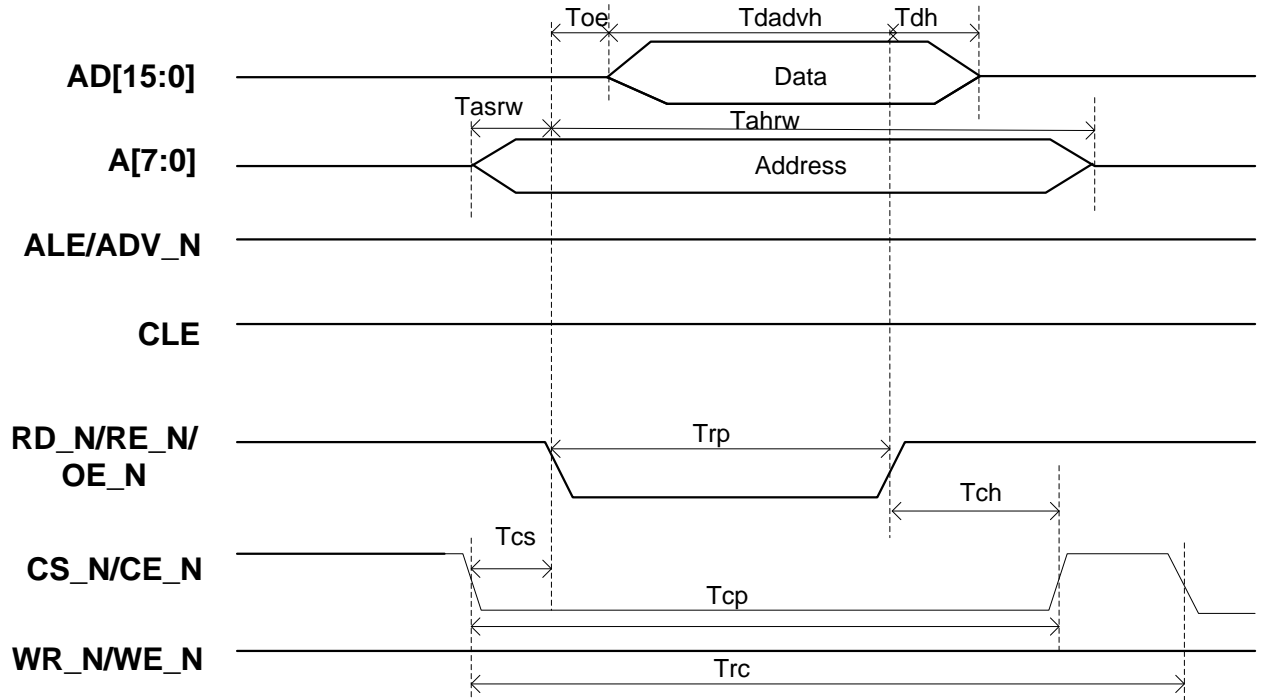 Toe Tdadvh Tdh
AD[15:0]
Data
Tasrw
Tahrw
A[7:0]
Address
ALE/ADV_N
CLE
RD_N/RE_N/
OE_N
Trp
Tch
Tcs
CS_N/CE_N
Tcp
WR_N/WE_N
Trc